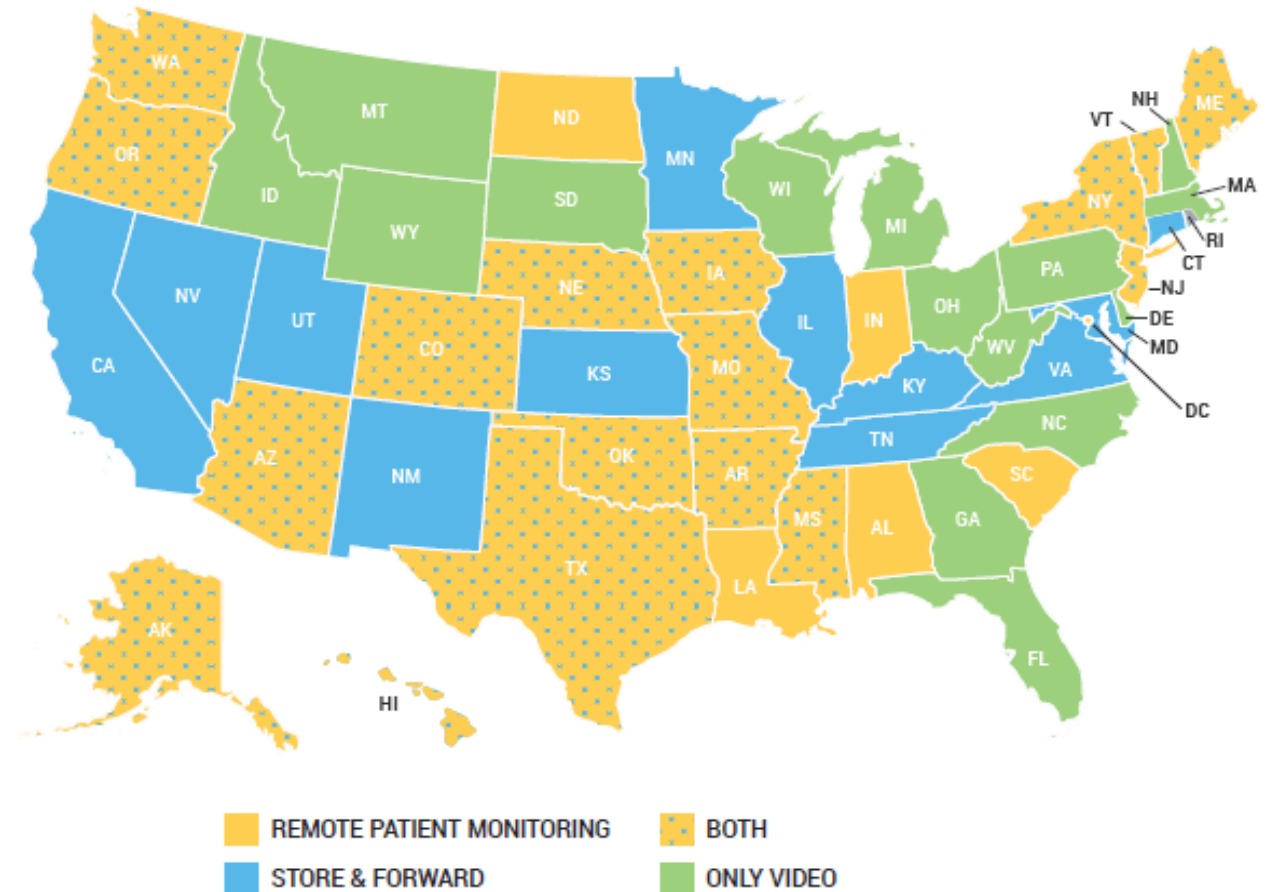 WA
MT
ND
MN
VT
NH
ME
OR
ID
WY
SD
WI
MI
NY
MA
RI
CT
NJ
PA
DE
MD
DC
NV
UT
CA
NE
IA
CO
KS
MO
IL
IN
OH
WV
KY
VA
AZ
NM
OK
AR
TN
NC
SC
TX
LA
MS
AL
GA
FL
AK
HI
REMOTE PATIENT MONITORING
BOTH
STORE & FORWARD
ONLY VIDEO